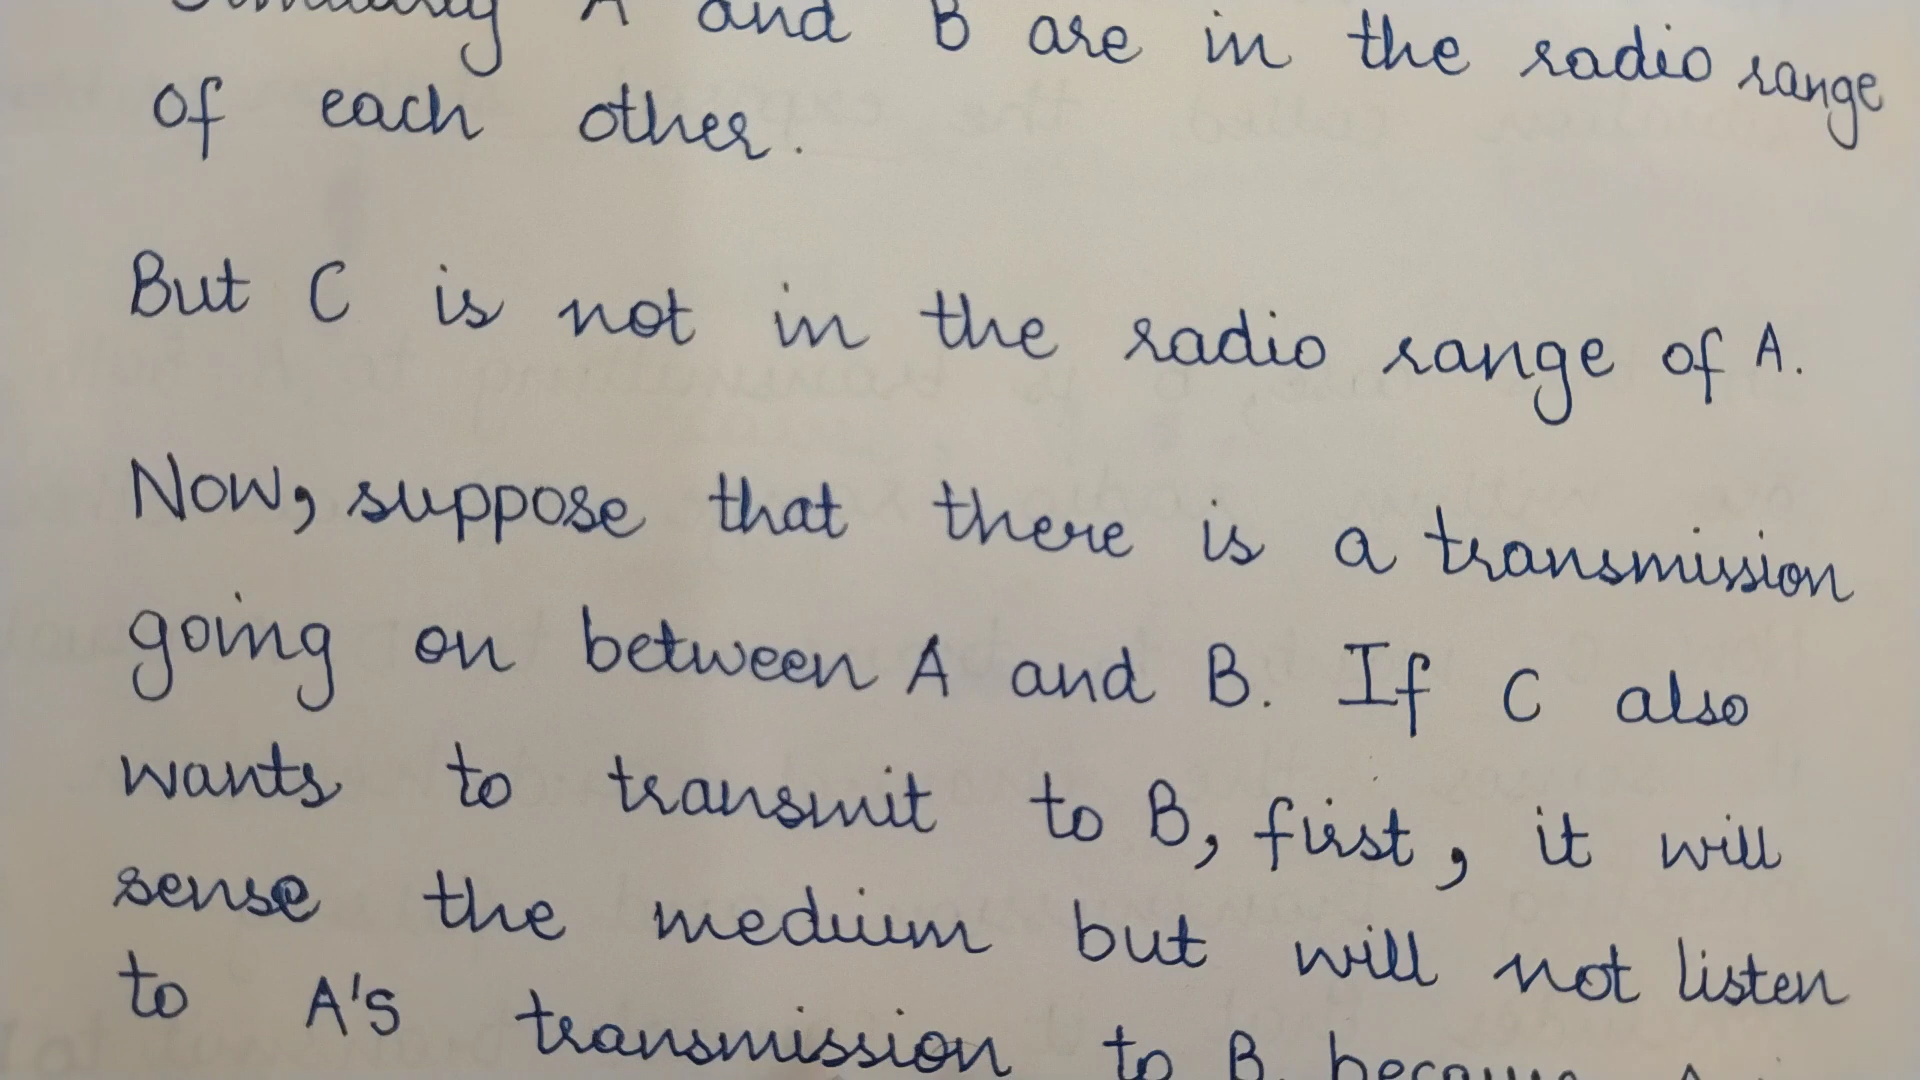 Similarly A and B are in the radio range
of each other.
But C is not in the radio range of A.
Now, suppose that there is a transmission
going on between A and B. If C also
wants to transmit to B, first, it will
sense the medium but will not listen
to A's transmission to B because A